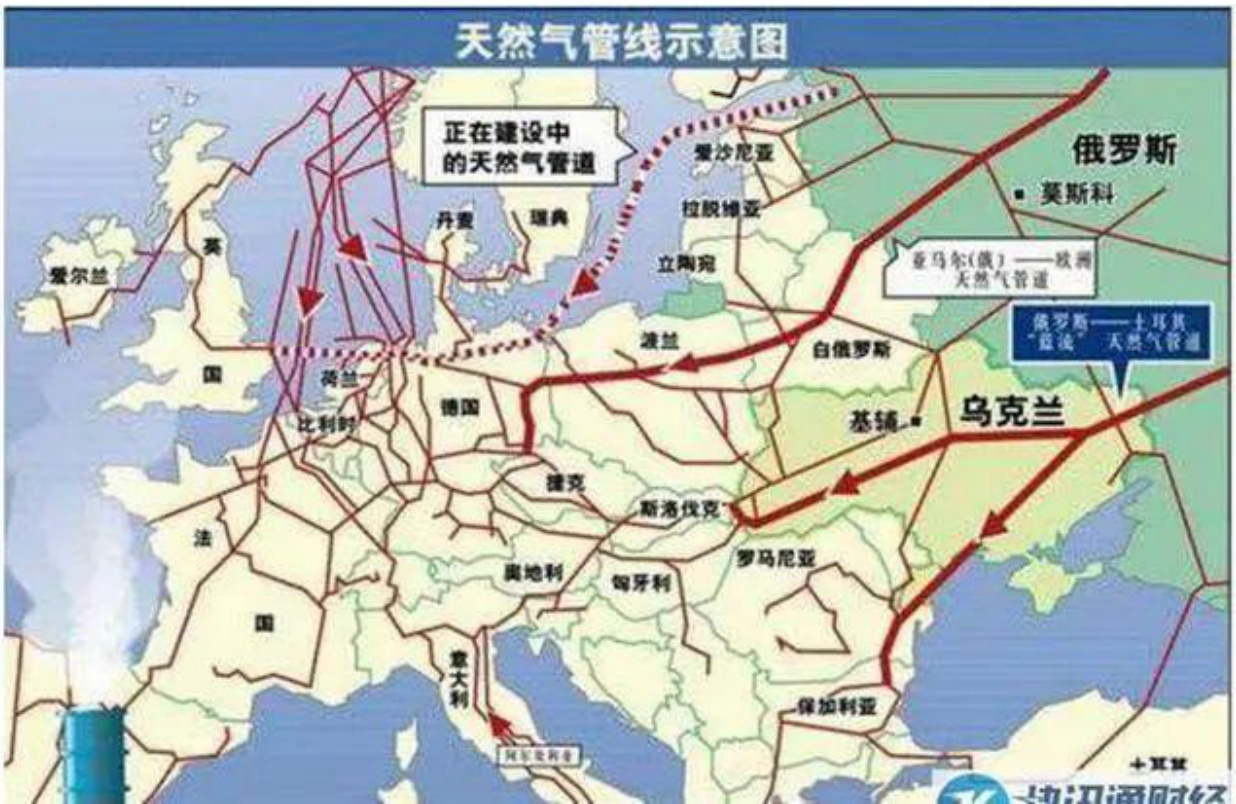 天然气管线示意图
正在建设中
的天然气管道
俄罗斯
莫斯科
爱沙尼亚
拉脱维亚
立陶宛
丹麦
瑞典
英
国
爱尔兰
亚马尔(俄)——欧洲
天然气管道
俄罗斯——土耳其
"蓝流" 天然气管道
波兰
白俄罗斯
荷兰
比利时
德国
基辅
乌克兰
捷克
斯洛伐克
法
国
奥地利
匈牙利
罗马尼亚
意
大
利
保加利亚
阿尔及利亚
土耳其
快讯通财经